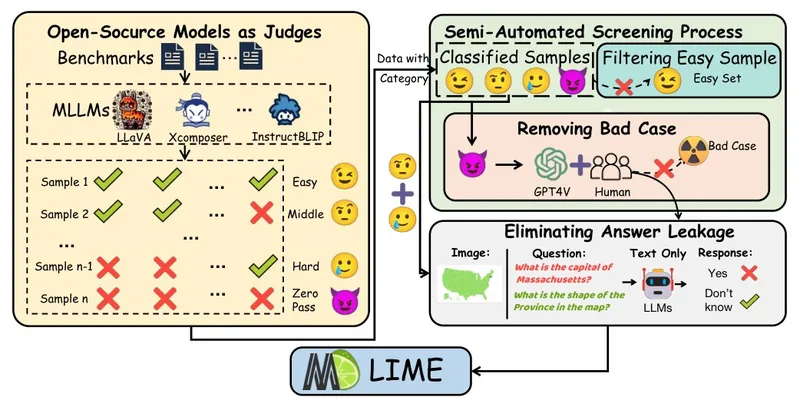 Open-Socurce Models as Judges
Benchmarks
...
MLLMs
...
LLaVA
Xcomposer
InstructBLIP
Sample 1
...
Easy
Sample 2
...
Middle
...
...
Sample n-1
...
Hard
Sample n
...
Zero
Pass
Data with
Category
Semi-Automated Screening Process
Classified Samples
Filtering Easy Sample
Easy Set
Removing Bad Case
GPT4V
Human
Bad Case
Eliminating Answer Leakage
Image:
Question:
What is the capital of
Massachusetts?
What is the shape of the
Province in the map?
Text Only
LLMs
Response:
Yes
Don't
know
LIME